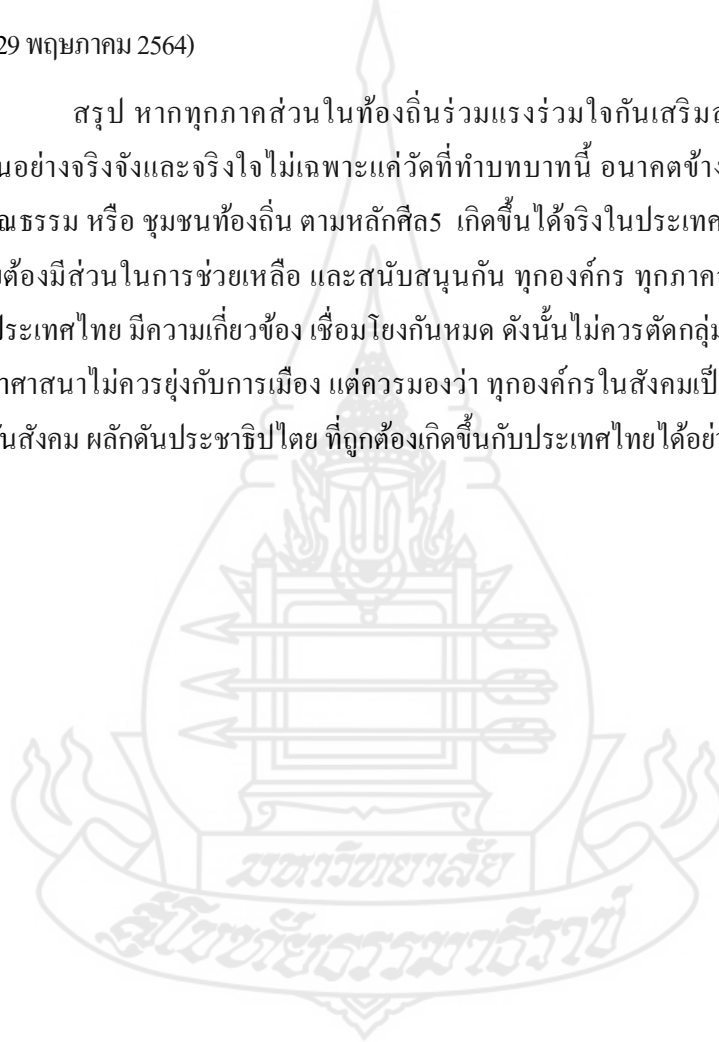 29 พฤษภาคม 2564)
สรุป หากทุกภาคส่วนในท้องถิ่นร่วมแรงร่วมใจกันเสริม
อย่างจริงจังและจริงใจไม่เฉพาะแค่วัดที่ทำบทบาทนี้ อนาคตข้าง
ณธรรม หรือ ชุมชนท้องถิ่น ตามหลักศีล5 เกิดขึ้นได้จริงในประเทศ
ต้องมีส่วนในการช่วยเหลือ และสนับสนุนกัน ทุกองค์กร ทุกภาค
ประเทศไทย มีความเกี่ยวข้อง เชื่อมโยงกันหมด ดังนั้นไม่ควรตัดกลุ่ม
าศาสนาไม่ควรยุ่งกับการเมือง แต่ควรมองว่า ทุกองค์กรในสังคมเป็
ันสังคม ผลักดันประชาธิปไตย ที่ถูกต้องเกิดขึ้นกับประเทศไทยได้อย่
มหาวิทยาลัย
สุโขทัยธรรมาธิราช